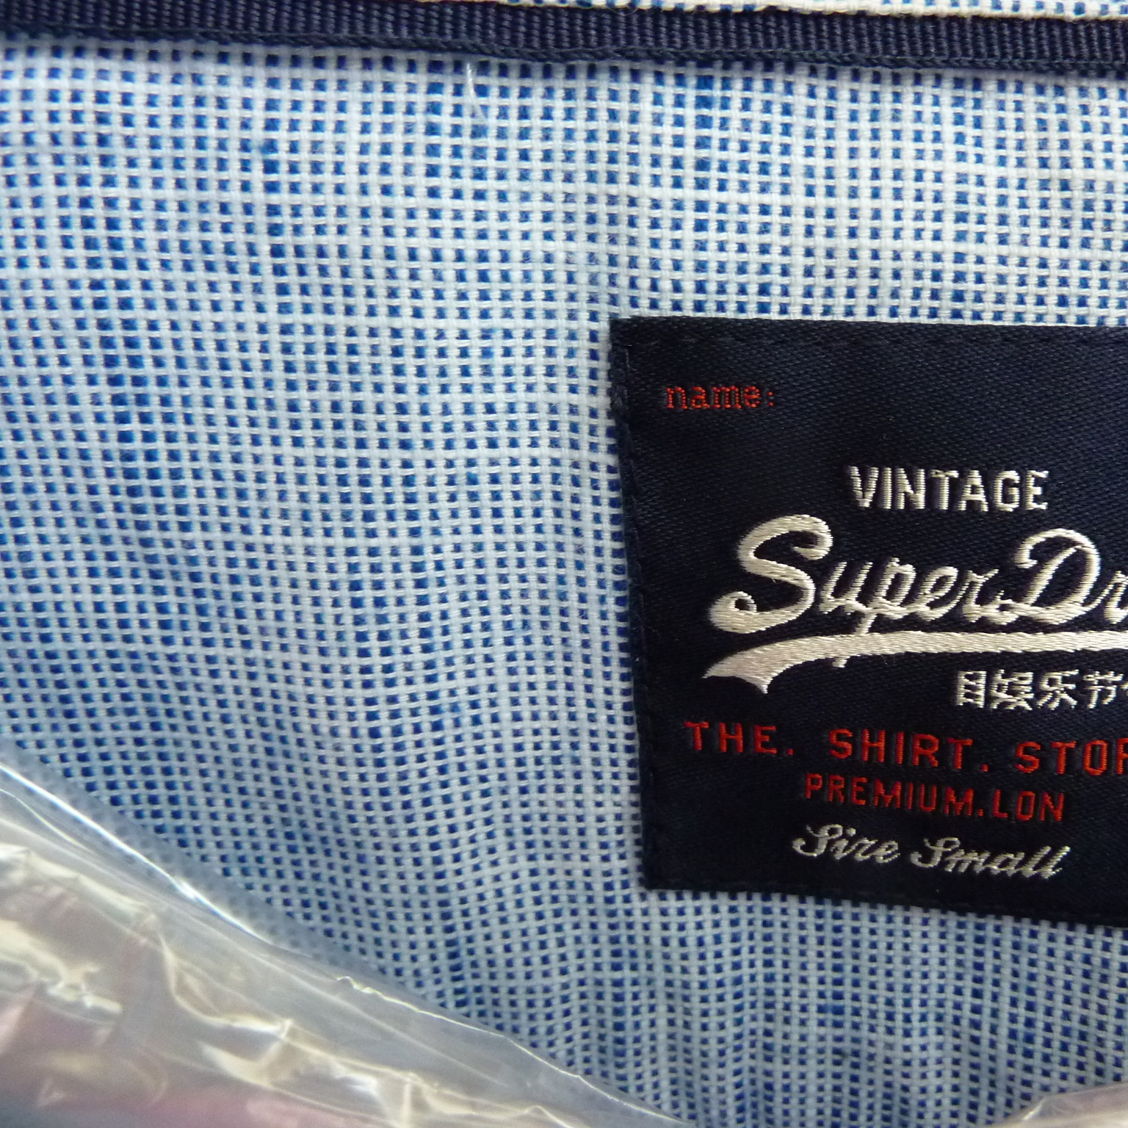 name:
VINTAGE
SuperDr
目娱乐节
THE. SHIRT. STOR
PREMIUM.LON
Size Small